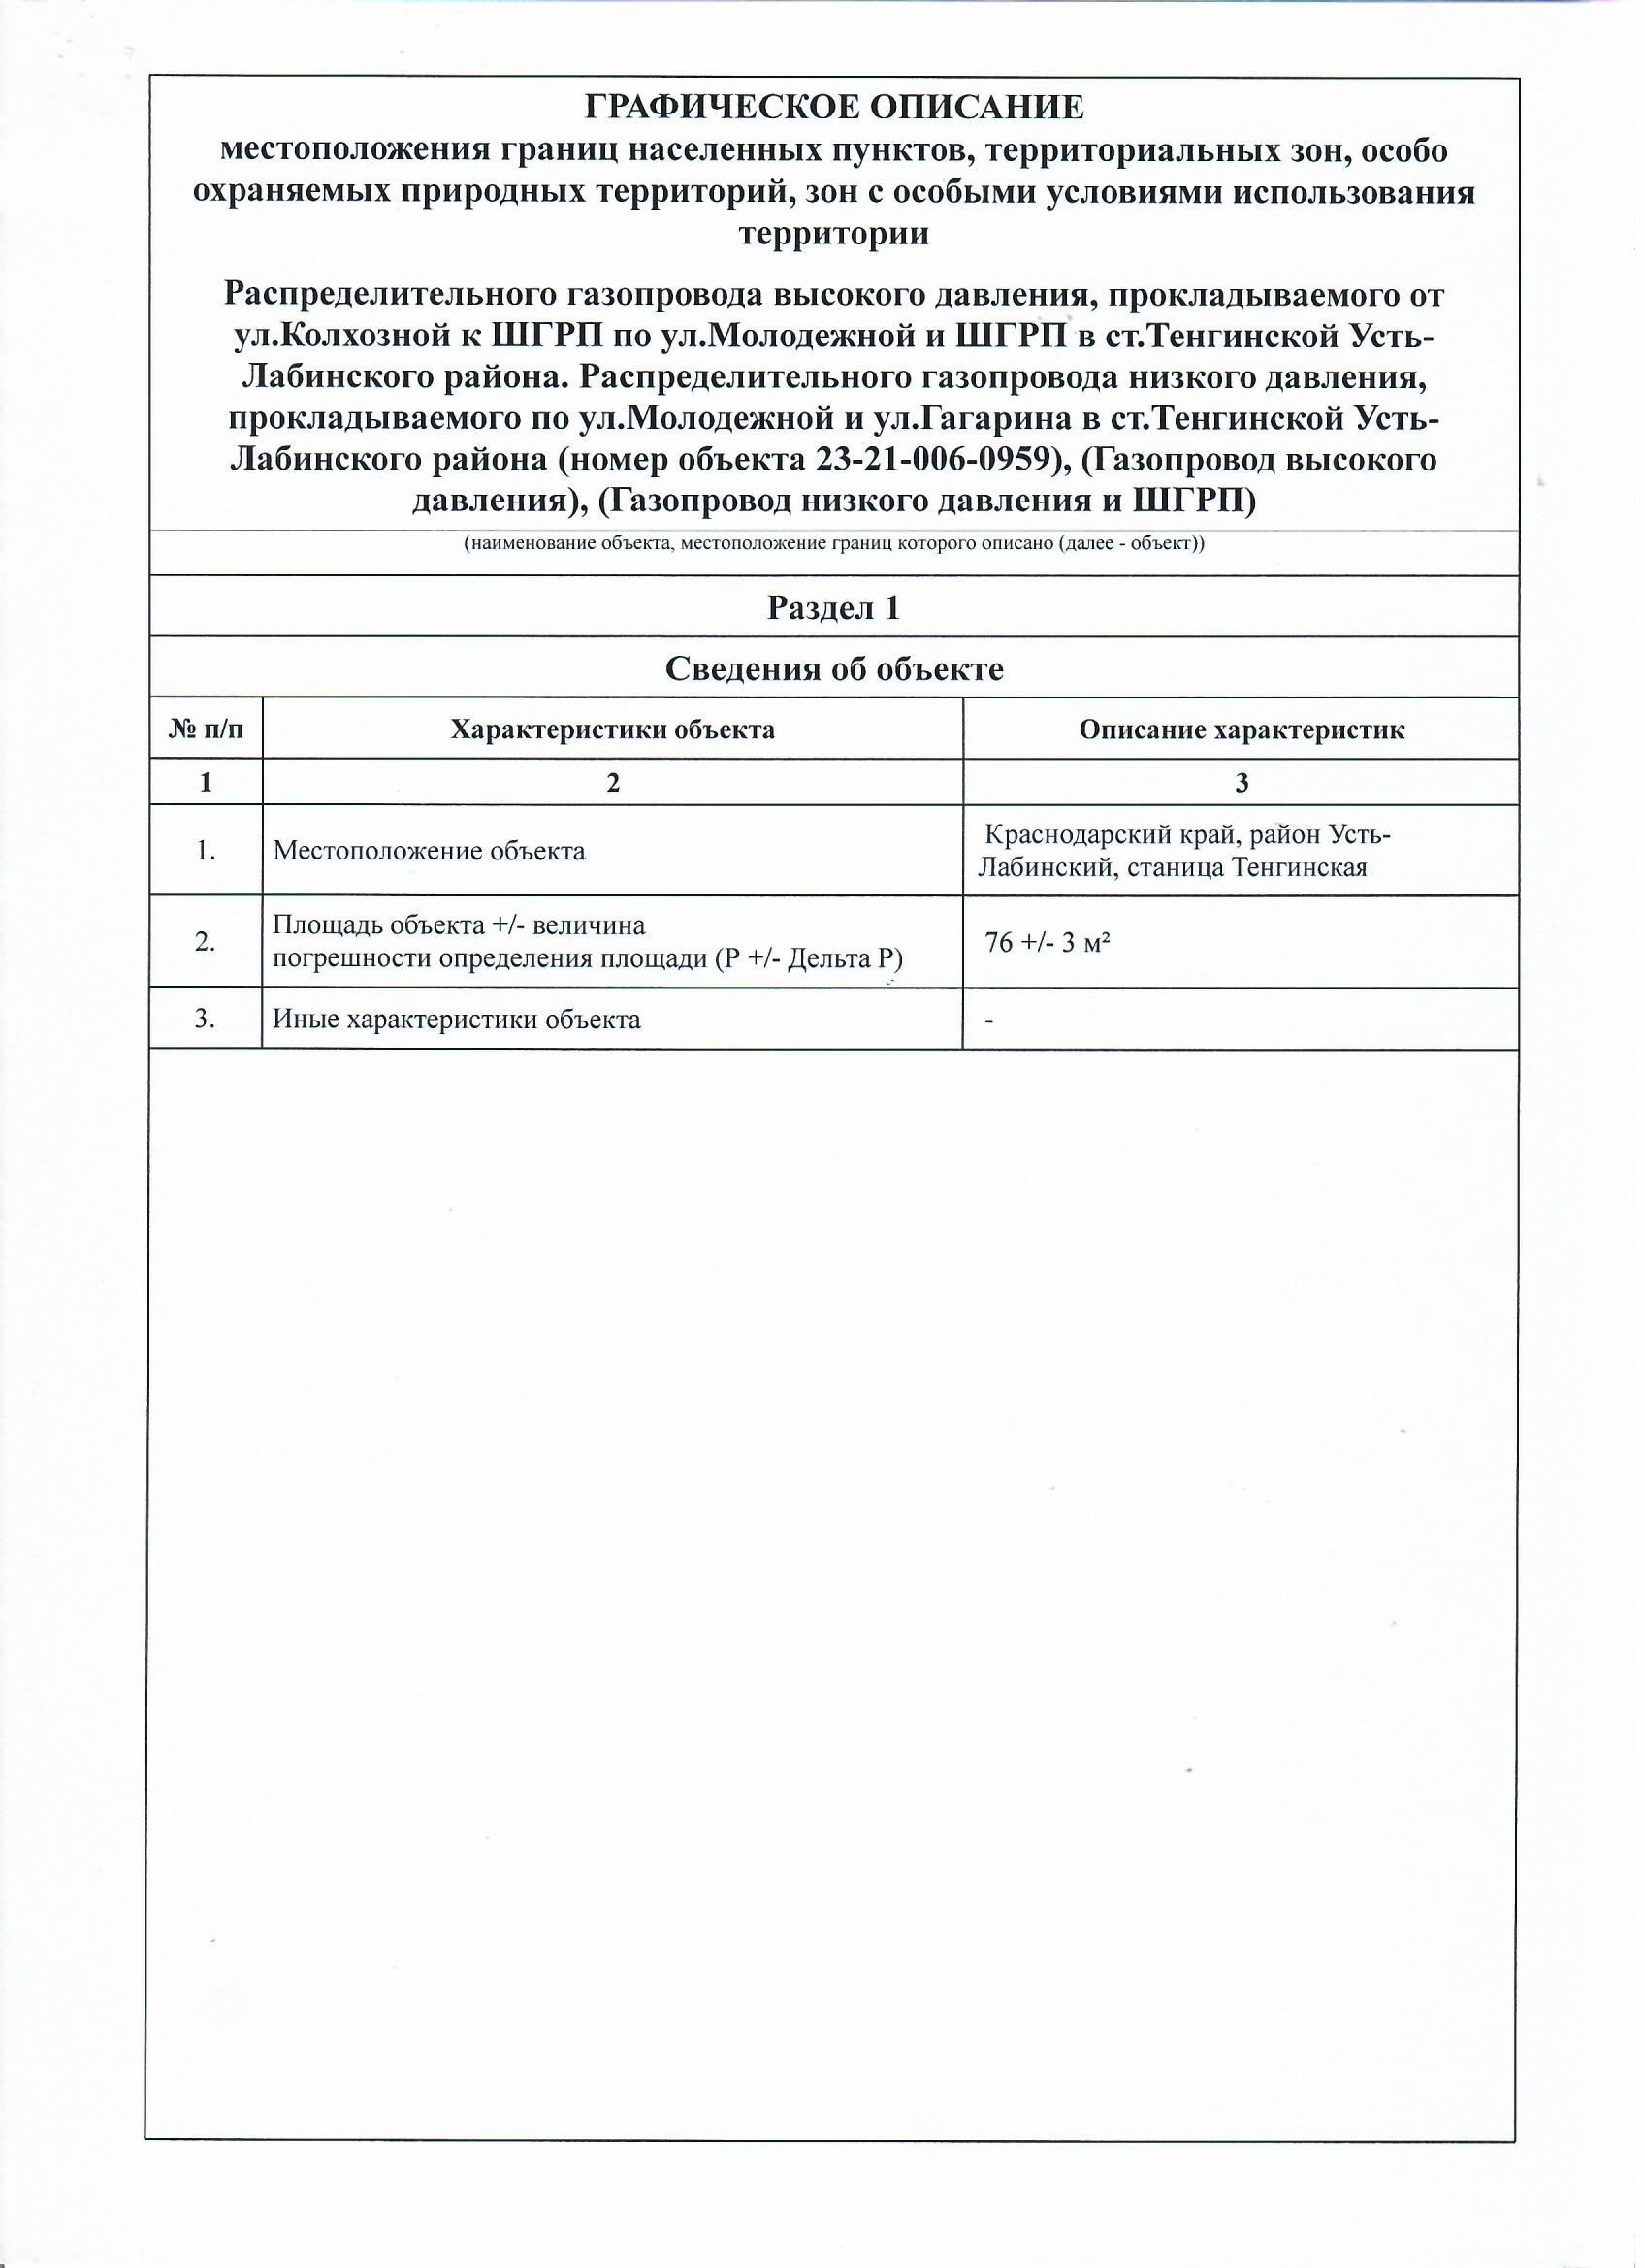 ГРАФИЧЕСКОЕ ОПИСАНИЕ
местоположения границ населенных пунктов, территориальных зон, особо
охраняемых природных территорий, зон с особыми условиями использования
территории
Распределительного газопровода высокого давления, прокладываемого от
ул.Колхозной к ШГРП по ул.Молодежной и ШГРП в ст.Тенгинской Усть-
Лабинского района. Распределительного газопровода низкого давления,
прокладываемого по ул.Молодежной и ул.Гагарина в ст.Тенгинской Усть-
Лабинского района (номер объекта 23-21-006-0959), (Газопровод высокого
давления), (Газопровод низкого давления и ШГРП)
(наименование объекта, местоположение границ которого описано (далее - объект))
Раздел 1
Сведения об объекте
№ п/п Характеристики объекта Описание характеристик
1 2 3
1. Местоположение объекта Краснодарский край, район Усть-
Лабинский, станица Тенгинская
2. Площадь объекта +/- величина
погрешности определения площади (Р +/- Дельта Р) 76 +/- 3 м²
3. Иные характеристики объекта -